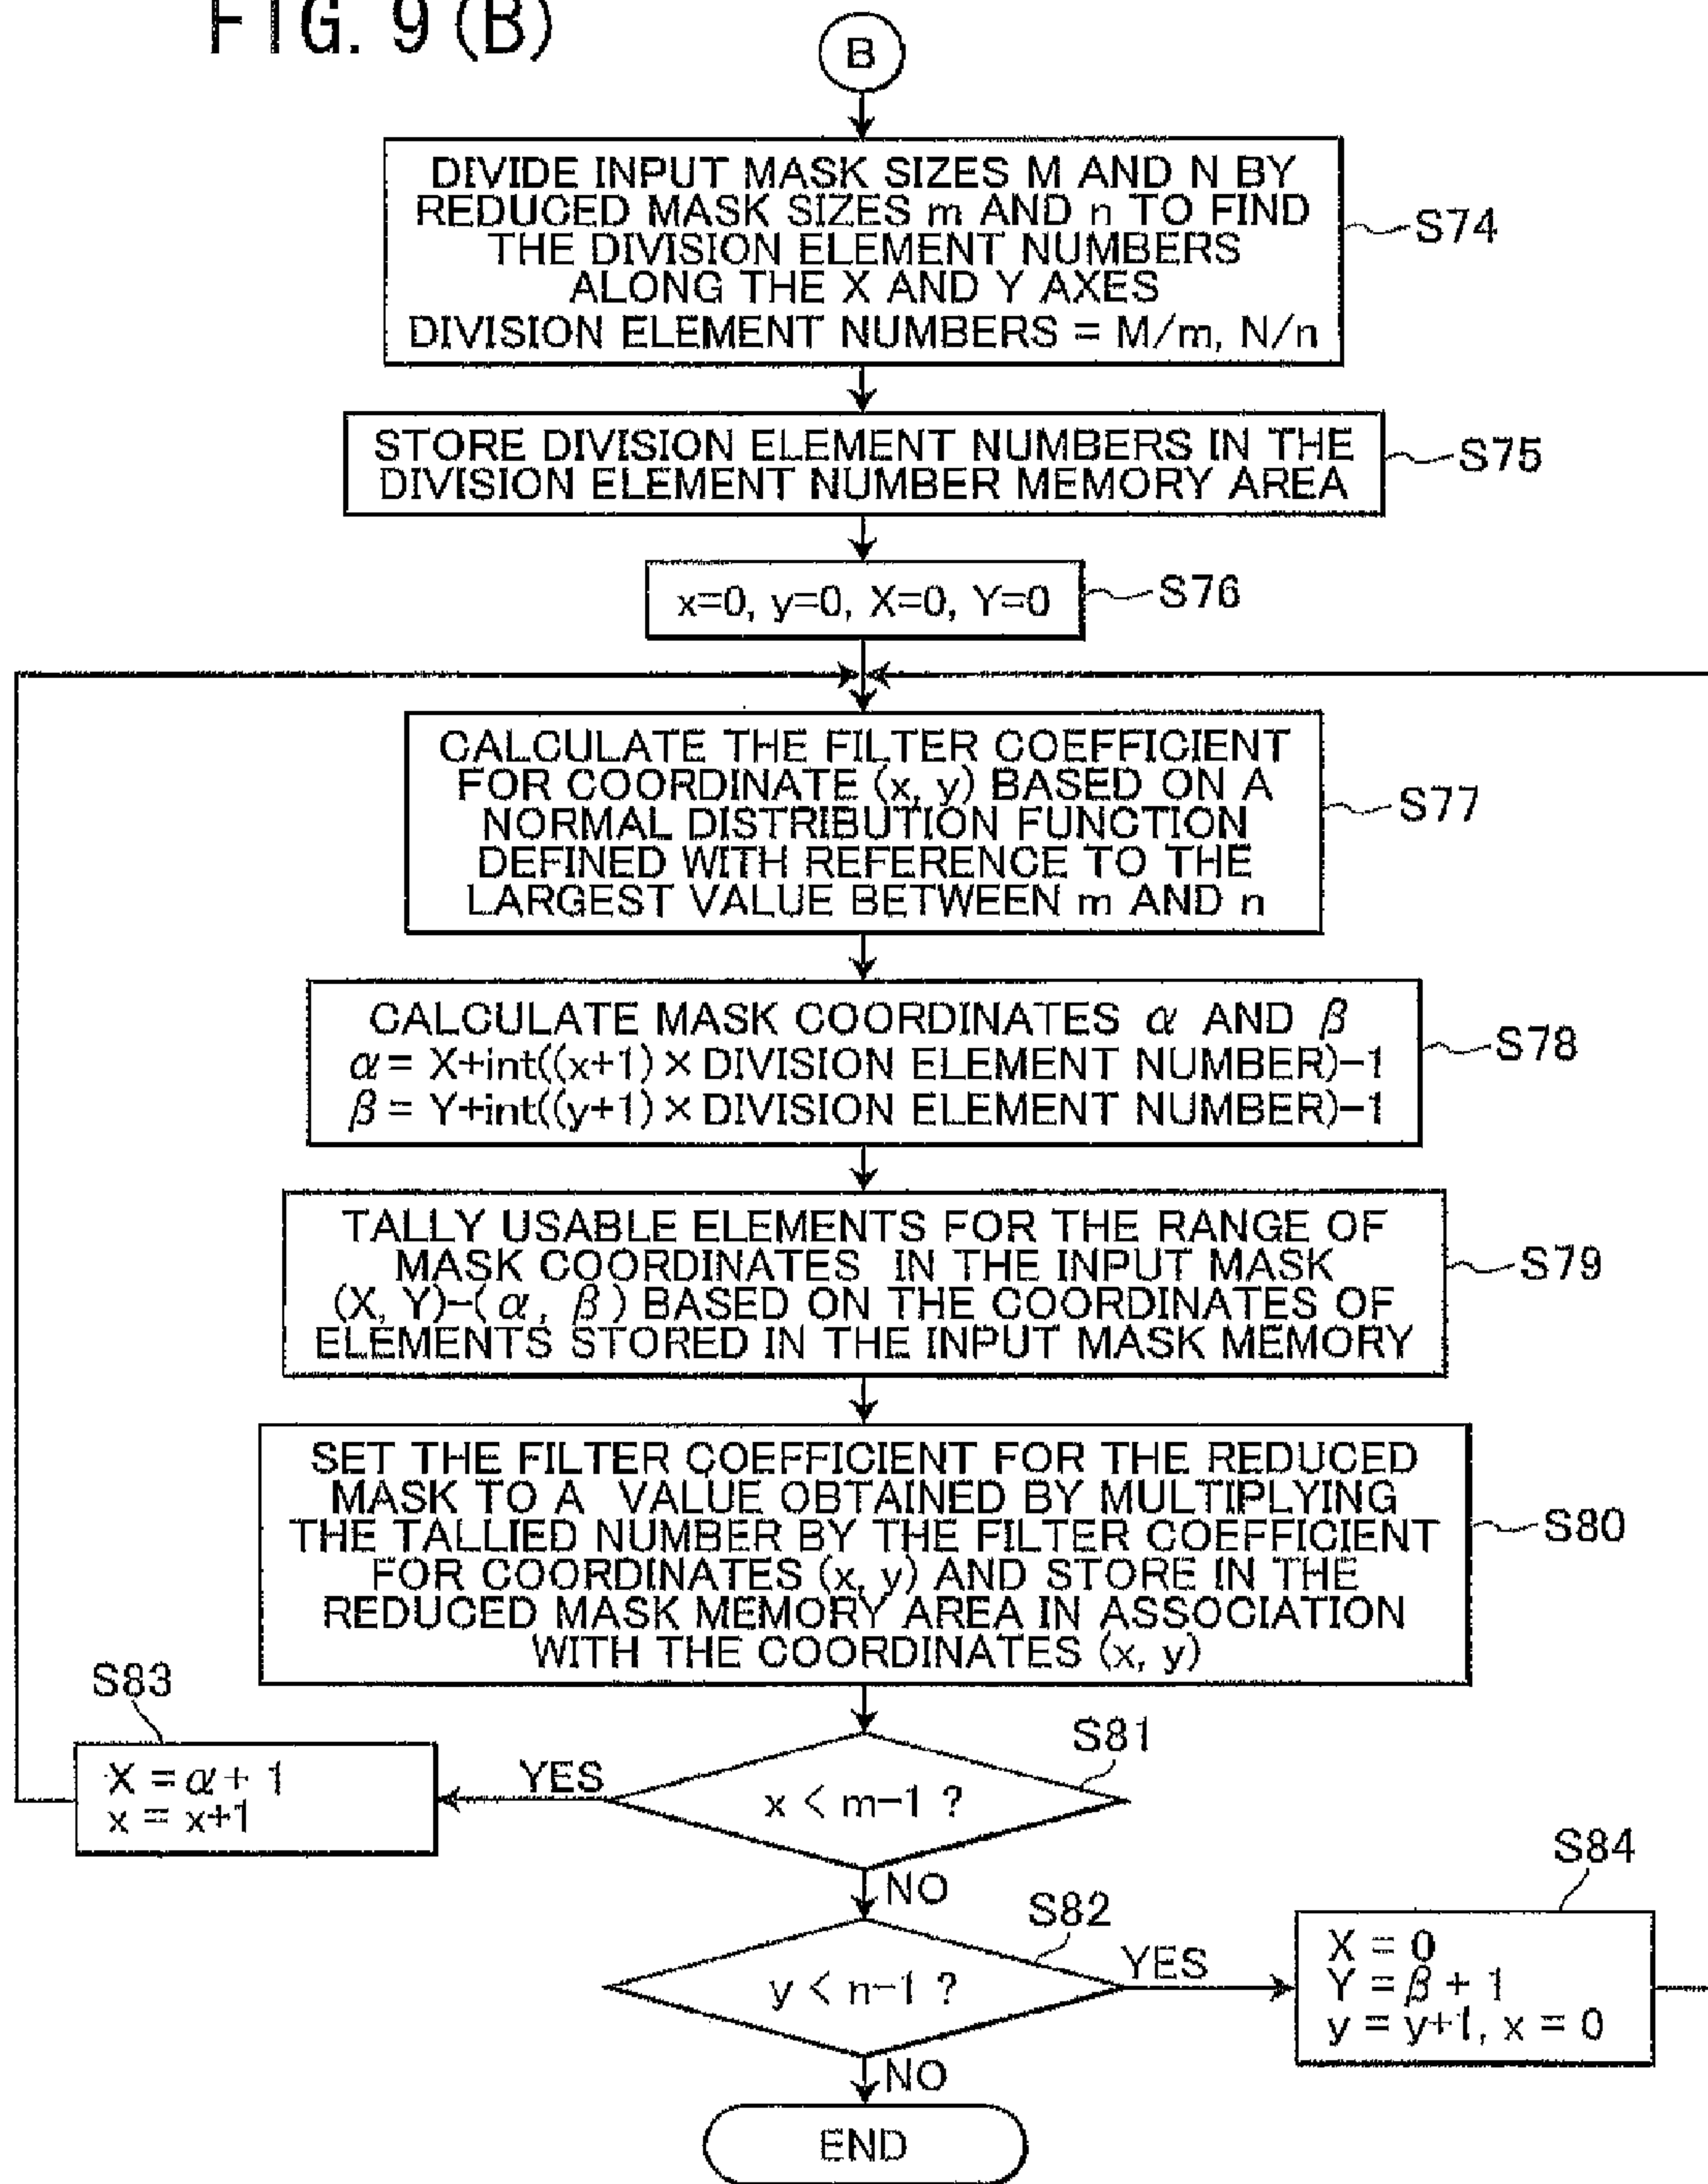 FIG. 9 (B)
B
DIVIDE INPUT MASK SIZES M AND N BY
REDUCED MASK SIZES m AND n TO FIND
THE DIVISION ELEMENT NUMBERS
ALONG THE X AND Y AXES
DIVISION ELEMENT NUMBERS = M/m, N/n
S74
STORE DIVISION ELEMENT NUMBERS IN THE
DIVISION ELEMENT NUMBER MEMORY AREA
S75
x=0, y=0, X=0, Y=0
S76
CALCULATE THE FILTER COEFFICIENT
FOR COORDINATE (x, y) BASED ON A
NORMAL DISTRIBUTION FUNCTION
DEFINED WITH REFERENCE TO THE
LARGEST VALUE BETWEEN m AND n
S77
CALCULATE MASK COORDINATES α AND β
α = X+int((x+1) × DIVISION ELEMENT NUMBER)-1
β = Y+int((y+1) × DIVISION ELEMENT NUMBER)-1
S78
TALLY USABLE ELEMENTS FOR THE RANGE OF
MASK COORDINATES IN THE INPUT MASK
(X, Y)-(α, β) BASED ON THE COORDINATES OF
ELEMENTS STORED IN THE INPUT MASK MEMORY
S79
SET THE FILTER COEFFICIENT FOR THE REDUCED
MASK TO A VALUE OBTAINED BY MULTIPLYING
THE TALLIED NUMBER BY THE FILTER COEFFICIENT
FOR COORDINATES (x, y) AND STORE IN THE
REDUCED MASK MEMORY AREA IN ASSOCIATION
WITH THE COORDINATES (x, y)
S80
S83
X = α + 1
x = x+1
YES
S81
x < m-1 ?
NO
S82
y < n-1 ?
YES
S84
X = 0
Y = β + 1
y = y+1, x = 0
NO
END